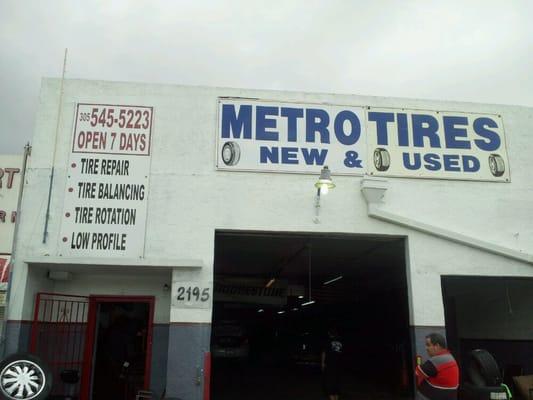 305 545-5223
OPEN 7 DAYS
• TIRE REPAIR
• TIRE BALANCING
• TIRE ROTATION
• LOW PROFILE
METRO TIRES
NEW & USED
2195